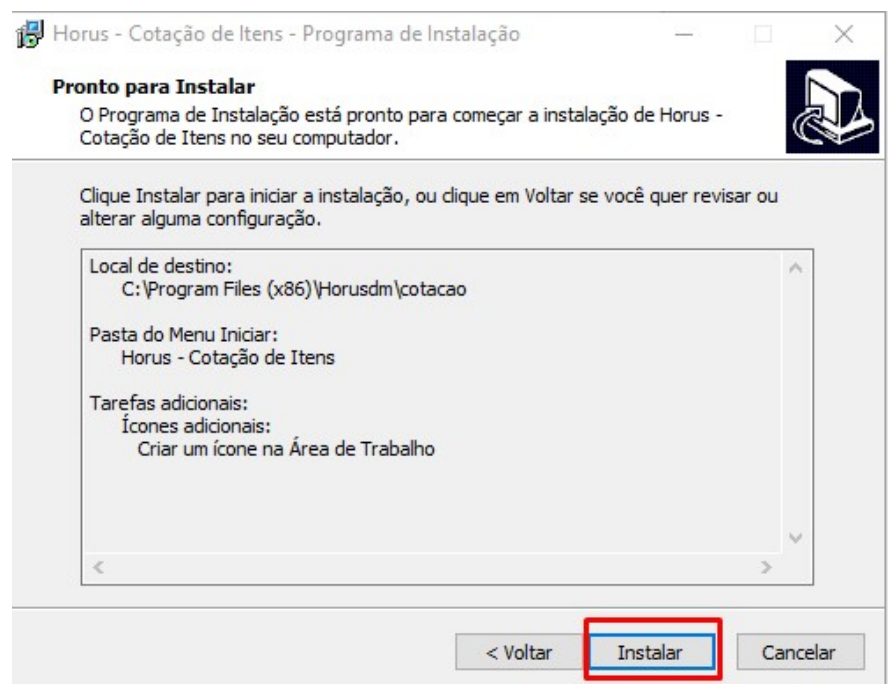 Horus - Cotação de Itens - Programa de Instalação
Pronto para Instalar
O Programa de Instalação está pronto para começar a instalação de Horus -
Cotação de Itens no seu computador.
Clique Instalar para iniciar a instalação, ou clique em Voltar se você quer revisar ou
alterar alguma configuração.
Local de destino:
C:\Program Files (x86)\Horusdm\cotacao
Pasta do Menu Iniciar:
Horus - Cotação de Itens
Tarefas adicionais:
Ícones adicionais:
Criar um ícone na Área de Trabalho
< Voltar
Instalar
Cancelar